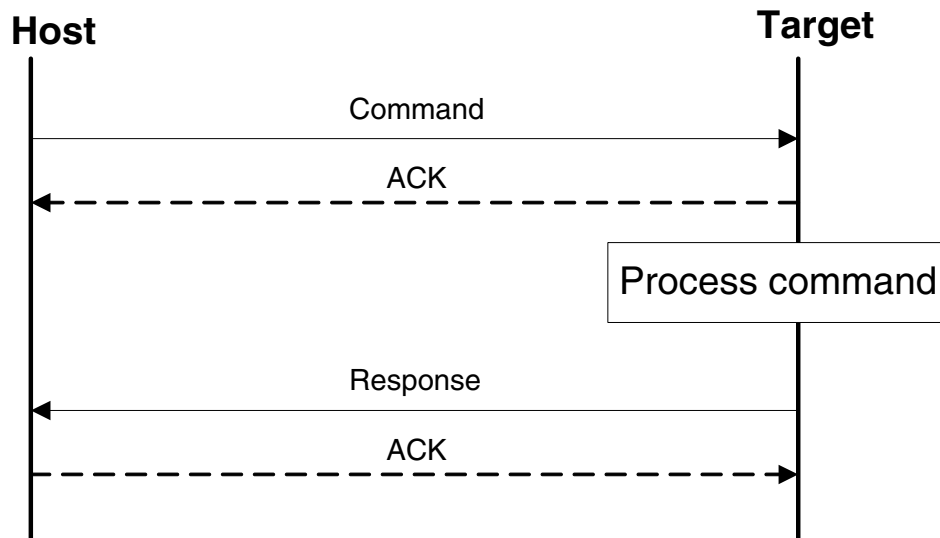 Host
Target
Command
ACK
Process command
Response
ACK